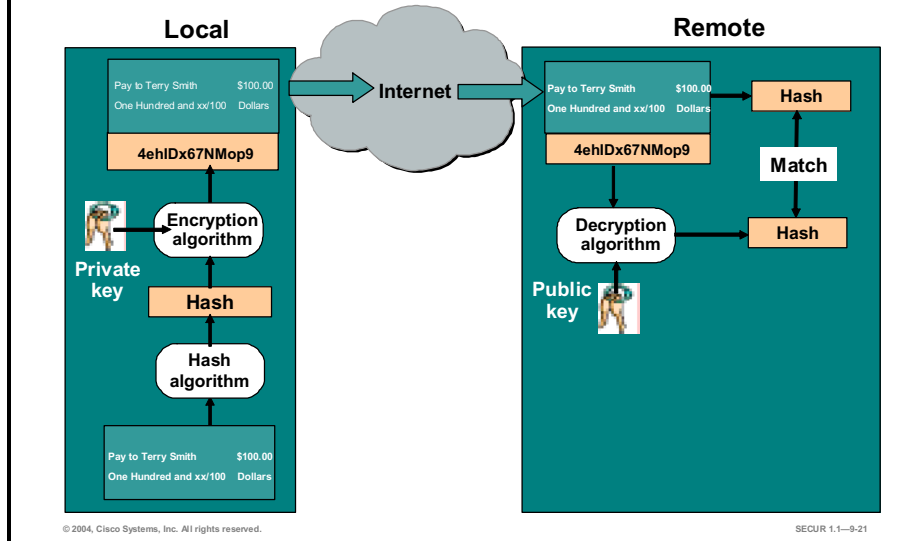 Local
Remote
Pay to Terry Smith $100.00
One Hundred and xx/100 Dollars
4ehIDx67NMop9
Encryption
algorithm
Private
key
Hash
Hash
algorithm
Pay to Terry Smith $100.00
One Hundred and xx/100 Dollars
Internet
Pay to Terry Smith $100.00
One Hundred and xx/100 Dollars
4ehIDx67NMop9
Hash
Match
Decryption
algorithm
Hash
Public
key
© 2004, Cisco Systems, Inc. All rights reserved.
SECUR 1.1—9-21